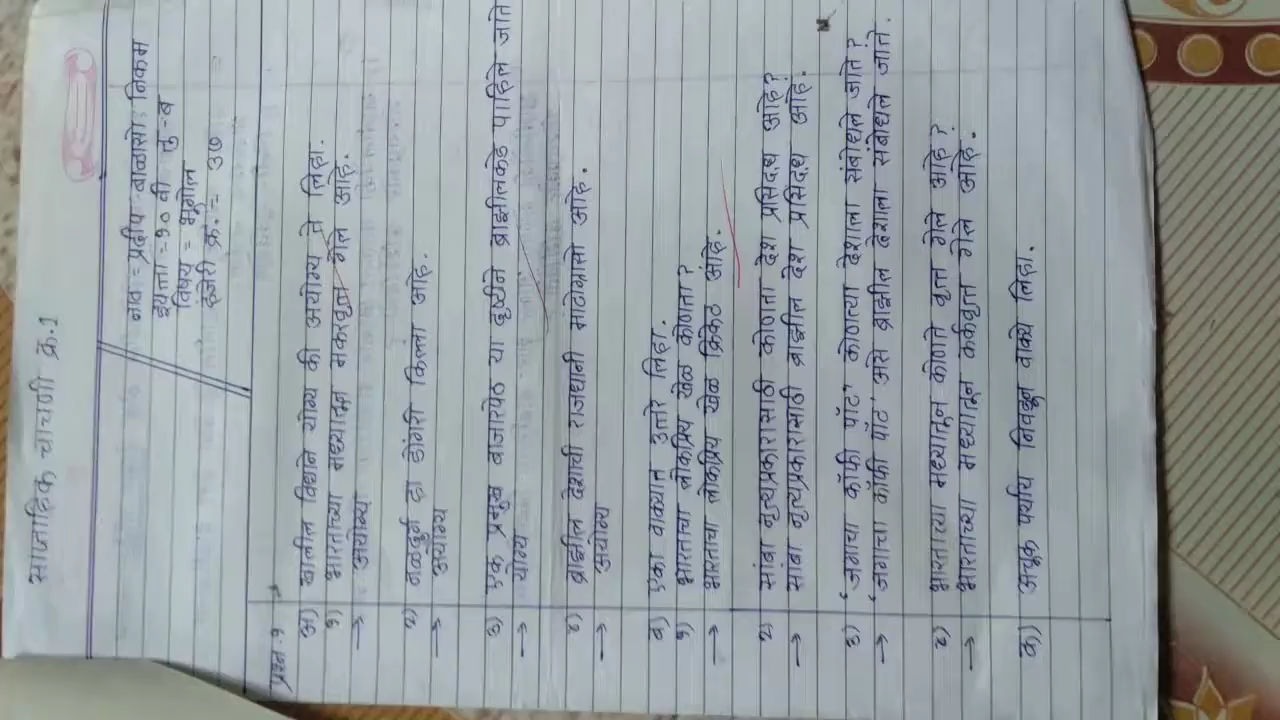 साप्ताहिक चाचणी क्र.1
नाव = प्रदीप बाळासो निकम
इयत्ता = १० वी तु-ब
विषय = भूगोल
हजेरी क्र. = ३७
प्रश्न १
अ) खालील विधाने योग्य की अयोग्य ते लिहा.
१) भारताच्या मध्यातून मकरवृत्त गेले आहे.
→ अयोग्य
२) नळदुर्ग हा डोंगरी किल्ला आहे.
→ अयोग्य
३) एक प्रमुख बाजारपेठ या दृष्टीने ब्राझीलकडे पाहिले जाते
→ योग्य
४) ब्राझील देशाची राजधानी माटोग्रासो आहे.
→ अयोग्य
ब) एका वाक्यात उत्तरे लिहा.
१) भारताचा लोकप्रिय खेळ कोणता?
→ भारताचा लोकप्रिय खेळ क्रिकेट आहे.
२) सांबा नृत्यप्रकारासाठी कोणता देश प्रसिद्ध आहे?
→ सांबा नृत्यप्रकारासाठी ब्राझील देश प्रसिद्ध आहे.
३) 'जगाचा कॉफी पॉट' कोणत्या देशाला संबोधले जाते?
→ 'जगाचा कॉफी पॉट' असे ब्राझील देशाला संबोधले जाते.
४) भारताच्या मध्यातून कोणते वृत्त गेले आहे?
→ भारताच्या मध्यातून कर्कवृत्त गेले आहे.
क) अचूक पर्याय निवडून वाक्ये लिहा.